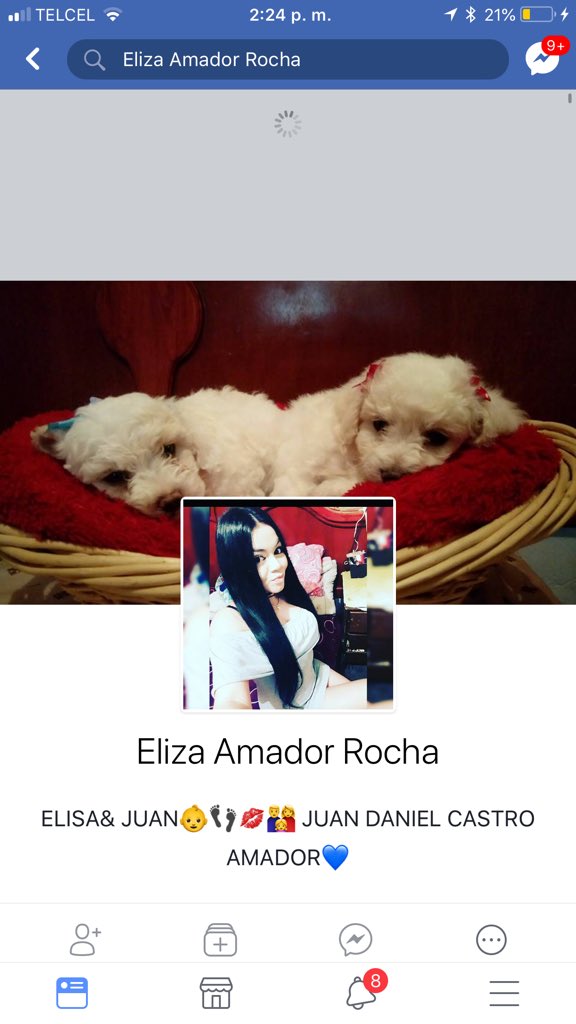 TELCEL 2:24 p. m. 21%
Eliza Amador Rocha
9+
Eliza Amador Rocha
ELISA& JUAN👶👣💋👨‍👩‍👧 JUAN DANIEL CASTRO
AMADOR💙
8